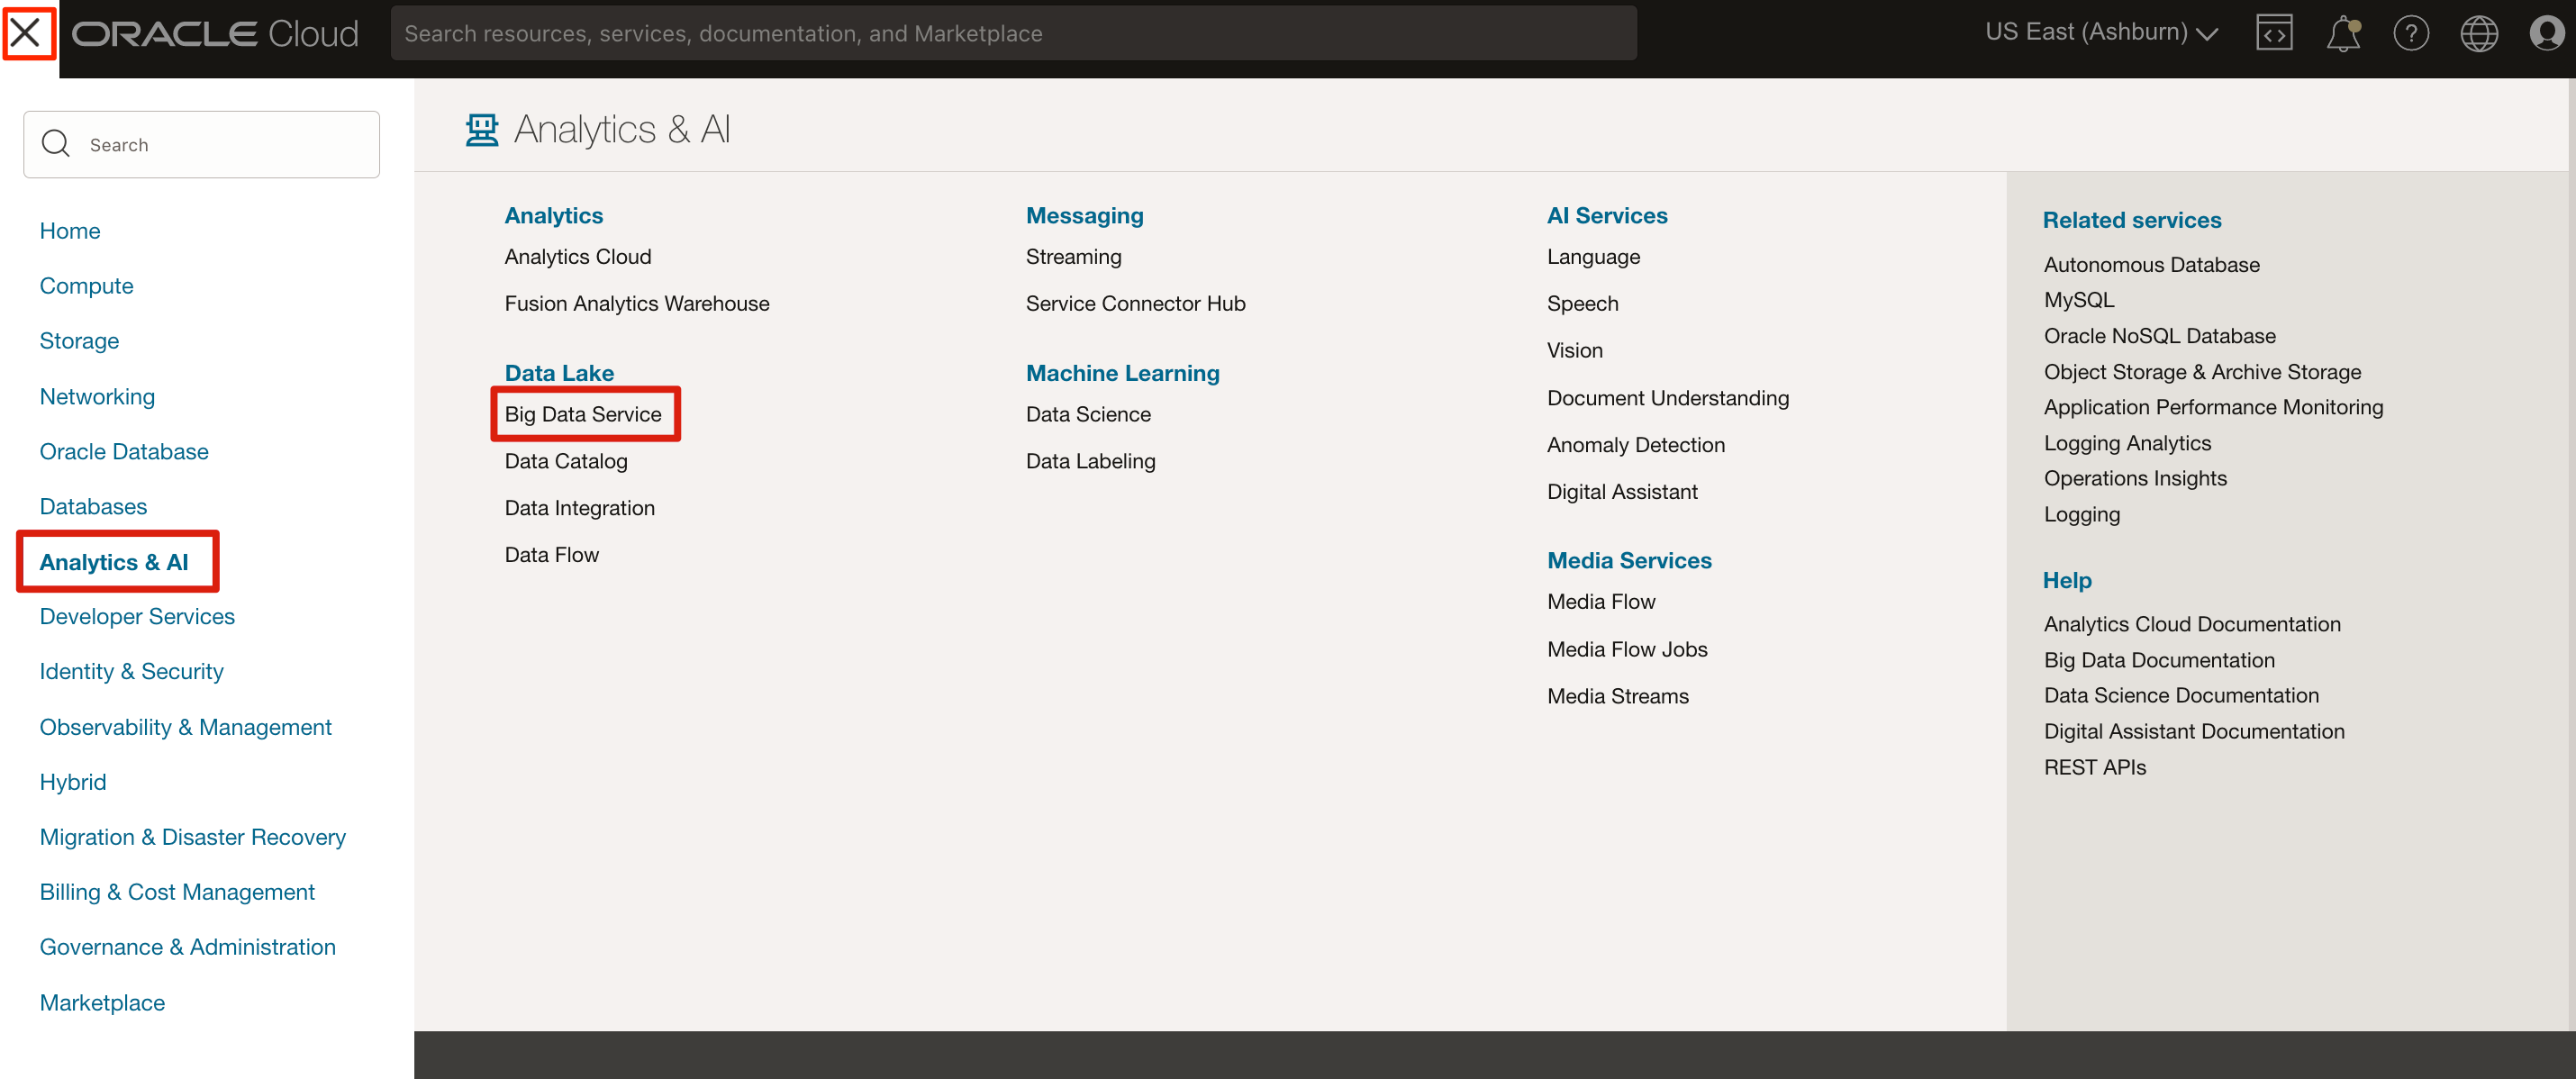 ORACLE Cloud
Search resources, services, documentation, and Marketplace
US East (Ashburn)
Search
Home
Compute
Storage
Networking
Oracle Database
Databases
Analytics & AI
Developer Services
Identity & Security
Observability & Management
Hybrid
Migration & Disaster Recovery
Billing & Cost Management
Governance & Administration
Marketplace
Analytics & AI
Analytics
Analytics Cloud
Fusion Analytics Warehouse
Data Lake
Big Data Service
Data Catalog
Data Integration
Data Flow
Messaging
Streaming
Service Connector Hub
Machine Learning
Data Science
Data Labeling
AI Services
Language
Speech
Vision
Document Understanding
Anomaly Detection
Digital Assistant
Media Services
Media Flow
Media Flow Jobs
Media Streams
Related services
Autonomous Database
MySQL
Oracle NoSQL Database
Object Storage & Archive Storage
Application Performance Monitoring
Logging Analytics
Operations Insights
Logging
Help
Analytics Cloud Documentation
Big Data Documentation
Data Science Documentation
Digital Assistant Documentation
REST APIs